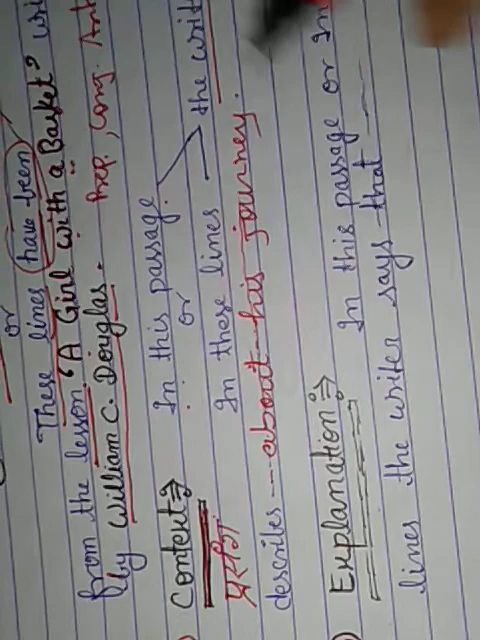 or
These lines have been
from the lesson "A Girl with a Basket"
by William C. Douglas. Prep, Conj.
Context⇒ In this passage
or
प्रसंग In these lines — the writ
describes ... about his journey.
Explanation⇒ In this passage or In
lines the writer says that —